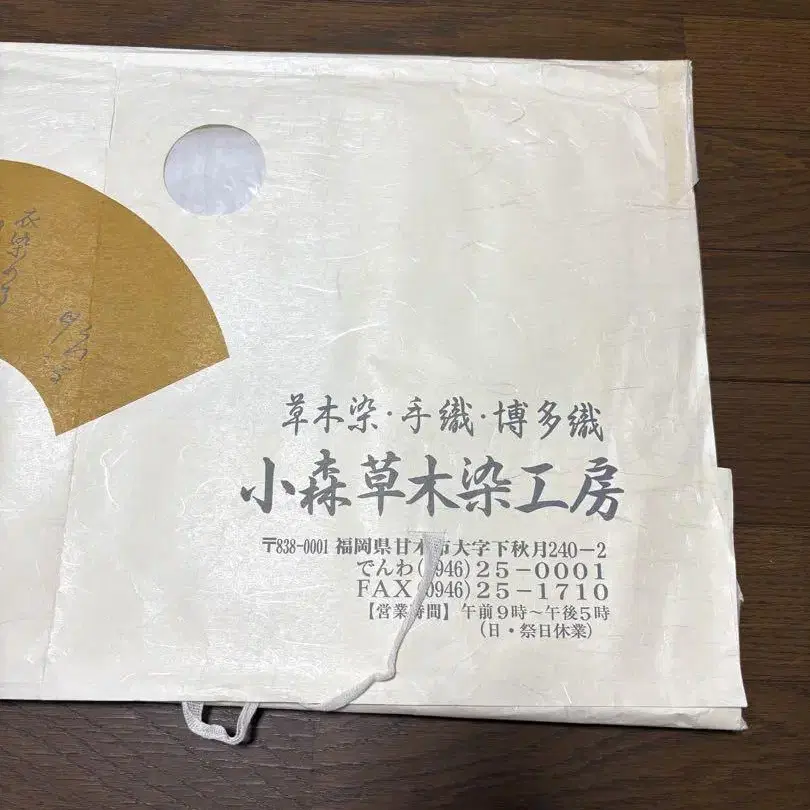 草木染・手織・博多織
小森草木染工房
〒838-0001 福岡県甘木市大字下秋月240-2
でんわ(0946)25-0001
FAX(0946)25-1710
【営業時間】午前9時~午後5時
(日・祭日休業)